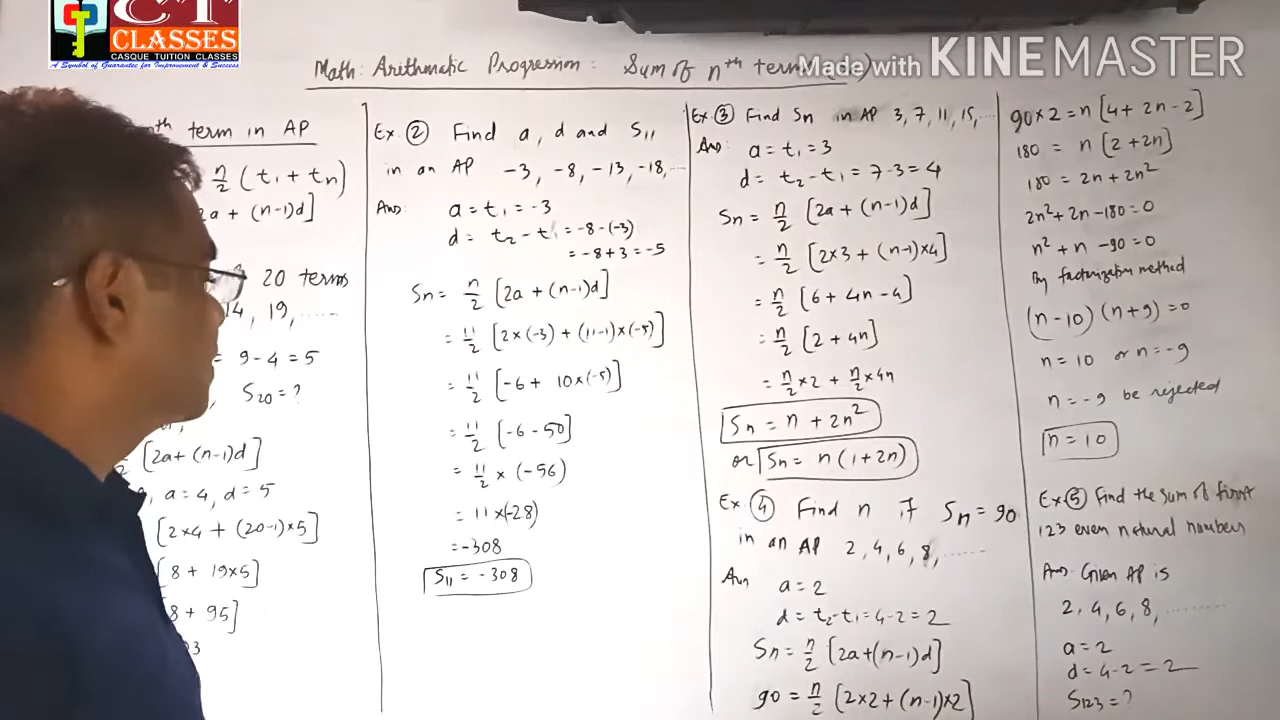 CT
CLASSES
CASQUE TUITION CLASSES
A Symbol of Guarantee for Improvement & Success
Made with KINEMASTER
Math: Arithmatic Progression: Sum of nth term
nth term in AP
n/2 (t₁ + tn)
2a + (n-1)d]
20 terms
14, 19, ......
= 9-4 = 5
S₂₀ = ?
[2a + (n-1)d]
a = 4, d = 5
[2×4 + (20-1)×5]
[8 + 19×5]
8 + 95]
Ex ② Find a, d and S₁₁
in an AP -3, -8, -13, -18, ...
Ans: a = t₁ = -3
d = t₂ - t₁ = -8-(-3)
= -8+3 = -5
Sn = n/2 [2a + (n-1)d]
= 11/2 [2×(-3) + (11-1)×(-5)]
= 11/2 [-6 + 10×(-5)]
= 11/2 [-6-50]
= 11/2 × (-56)
= 11×(-28)
= -308
S₁₁ = -308
Ex. ③ Find Sn in AP 3, 7, 11, 15, ...
Ans: a = t₁ = 3
d = t₂ - t₁ = 7-3 = 4
Sn = n/2 [2a + (n-1)d]
= n/2 [2×3 + (n-1)×4]
= n/2 [6 + 4n - 4]
= n/2 [2 + 4n]
= n/2 × 2 + n/2 × 4n
Sn = n + 2n²
or Sn = n(1+2n)
Ex. ④ Find n if Sn = 90
in an AP 2, 4, 6, 8, ......
Ans a = 2
d = t₂ - t₁ = 4-2 = 2
Sn = n/2 [2a + (n-1)d]
90 = n/2 [2×2 + (n-1)×2]
90×2 = n [4 + 2n - 2]
180 = n [2 + 2n]
180 = 2n + 2n²
2n² + 2n - 180 = 0
n² + n - 90 = 0
By factorization method
(n-10) (n+9) = 0
n = 10 or n = -9
n = -9 be rejected
n = 10
Ex ⑤ Find the sum of first
123 even natural numbers
Ans: Given AP is
2, 4, 6, 8, .........
a = 2
d = 4-2 = 2
S₁₂₃ = ?